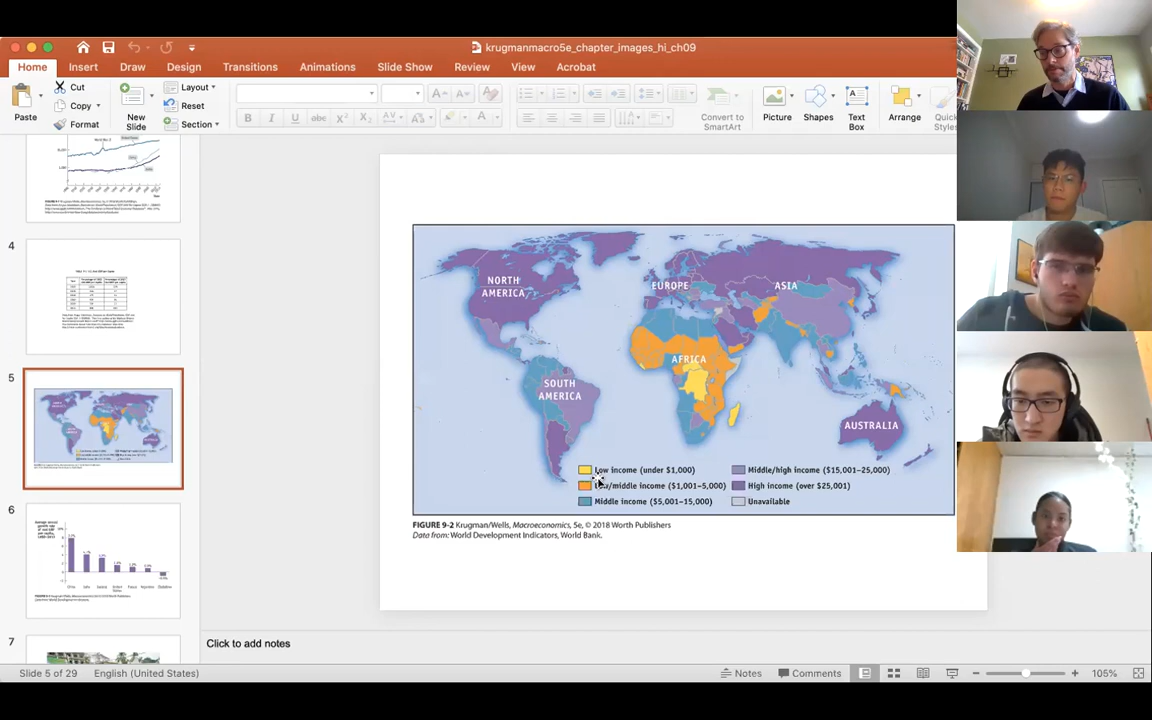 krugmanmacro5e_chapter_images_hi_ch09
Home Insert Draw Design Transitions Animations Slide Show Review View Acrobat
Paste
Cut
Copy
Format
New
Slide
Layout
Reset
Section
Convert to
SmartArt
Picture
Shapes
Text
Box
Arrange
Quick
Styles
4
5
6
7
NORTH
AMERICA
EUROPE
ASIA
AFRICA
SOUTH
AMERICA
AUSTRALIA
Low income (under $1,000)
/middle income ($1,001–5,000)
Middle income ($5,001–15,000)
Middle/high income ($15,001–25,000)
High income (over $25,001)
Unavailable
FIGURE 9-2 Krugman/Wells, Macroeconomics, 5e, © 2018 Worth Publishers
Data from: World Development Indicators, World Bank.
Click to add notes
Slide 5 of 29 English (United States) Notes Comments 105%